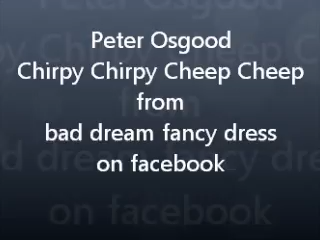 Peter Osgood
Chirpy Chirpy Cheep Cheep
from
bad dream fancy dress
on facebook